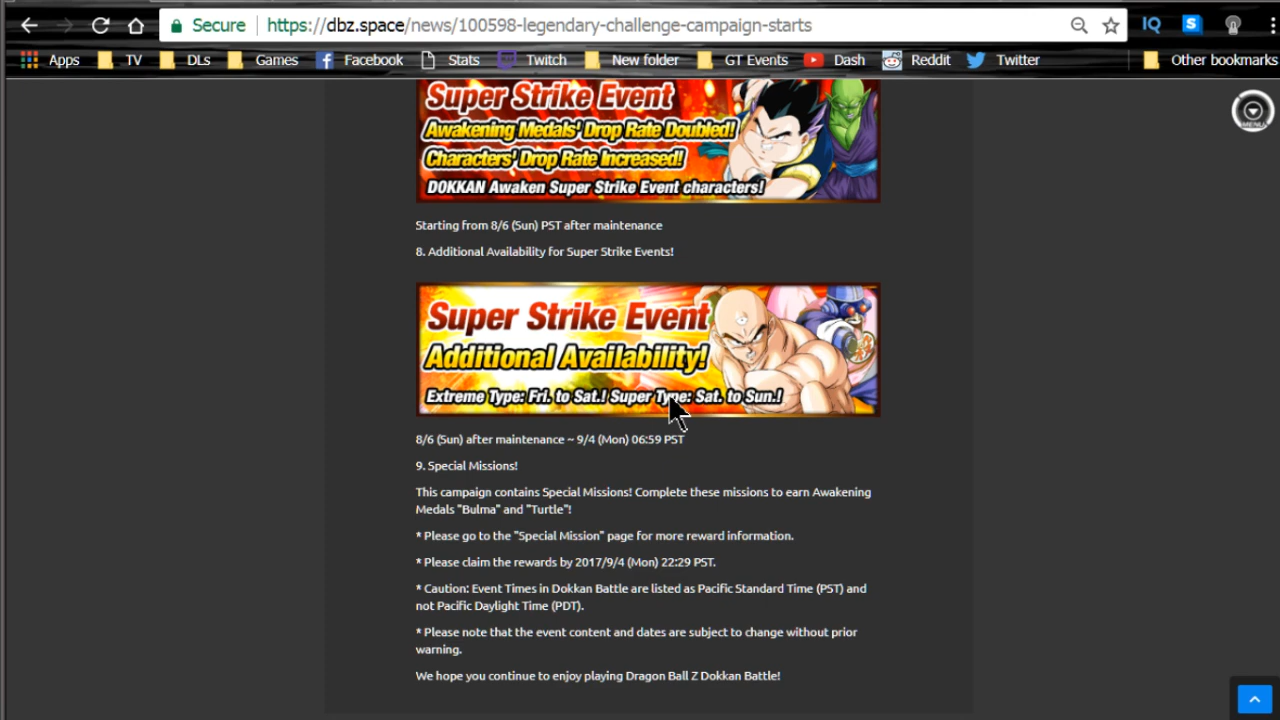 Secure https://dbz.space/news/100598-legendary-challenge-campaign-starts
IQ S
Apps TV DLs Games Facebook Stats Twitch New folder GT Events Dash Reddit Twitter Other bookmarks
MENU
Super Strike Event
Awakening Medals' Drop Rate Doubled!
Characters' Drop Rate Increased!
DOKKAN Awaken Super Strike Event characters!
Starting from 8/6 (Sun) PST after maintenance
8. Additional Availability for Super Strike Events!
Super Strike Event
Additional Availability!
Extreme Type: Fri. to Sat.! Super Type: Sat. to Sun.!
8/6 (Sun) after maintenance ~ 9/4 (Mon) 06:59 PST
9. Special Missions!
This campaign contains Special Missions! Complete these missions to earn Awakening
Medals "Bulma" and "Turtle"!
* Please go to the "Special Mission" page for more reward information.
* Please claim the rewards by 2017/9/4 (Mon) 22:29 PST.
* Caution: Event Times in Dokkan Battle are listed as Pacific Standard Time (PST) and
not Pacific Daylight Time (PDT).
* Please note that the event content and dates are subject to change without prior
warning.
We hope you continue to enjoy playing Dragon Ball Z Dokkan Battle!